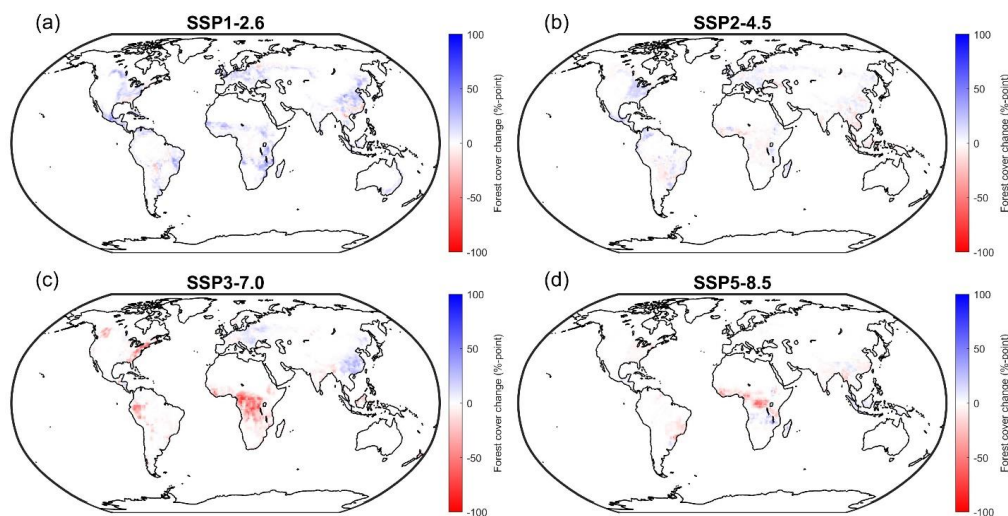 (a)
SSP1-2.6
100
50
0
-50
-100
Forest cover change (%-point)
(b)
SSP2-4.5
100
50
0
-50
-100
Forest cover change (%-point)
(c)
SSP3-7.0
100
50
0
-50
-100
Forest cover change (%-point)
(d)
SSP5-8.5
100
50
0
-50
-100
Forest cover change (%-point)